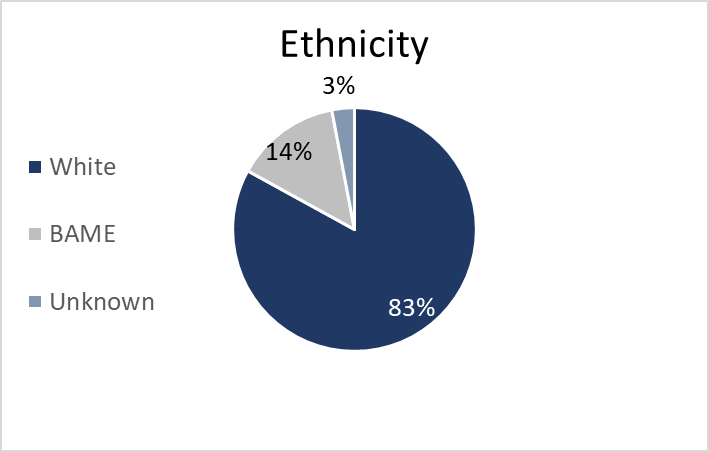 Ethnicity
3%
14%
White
BAME
Unknown
83%